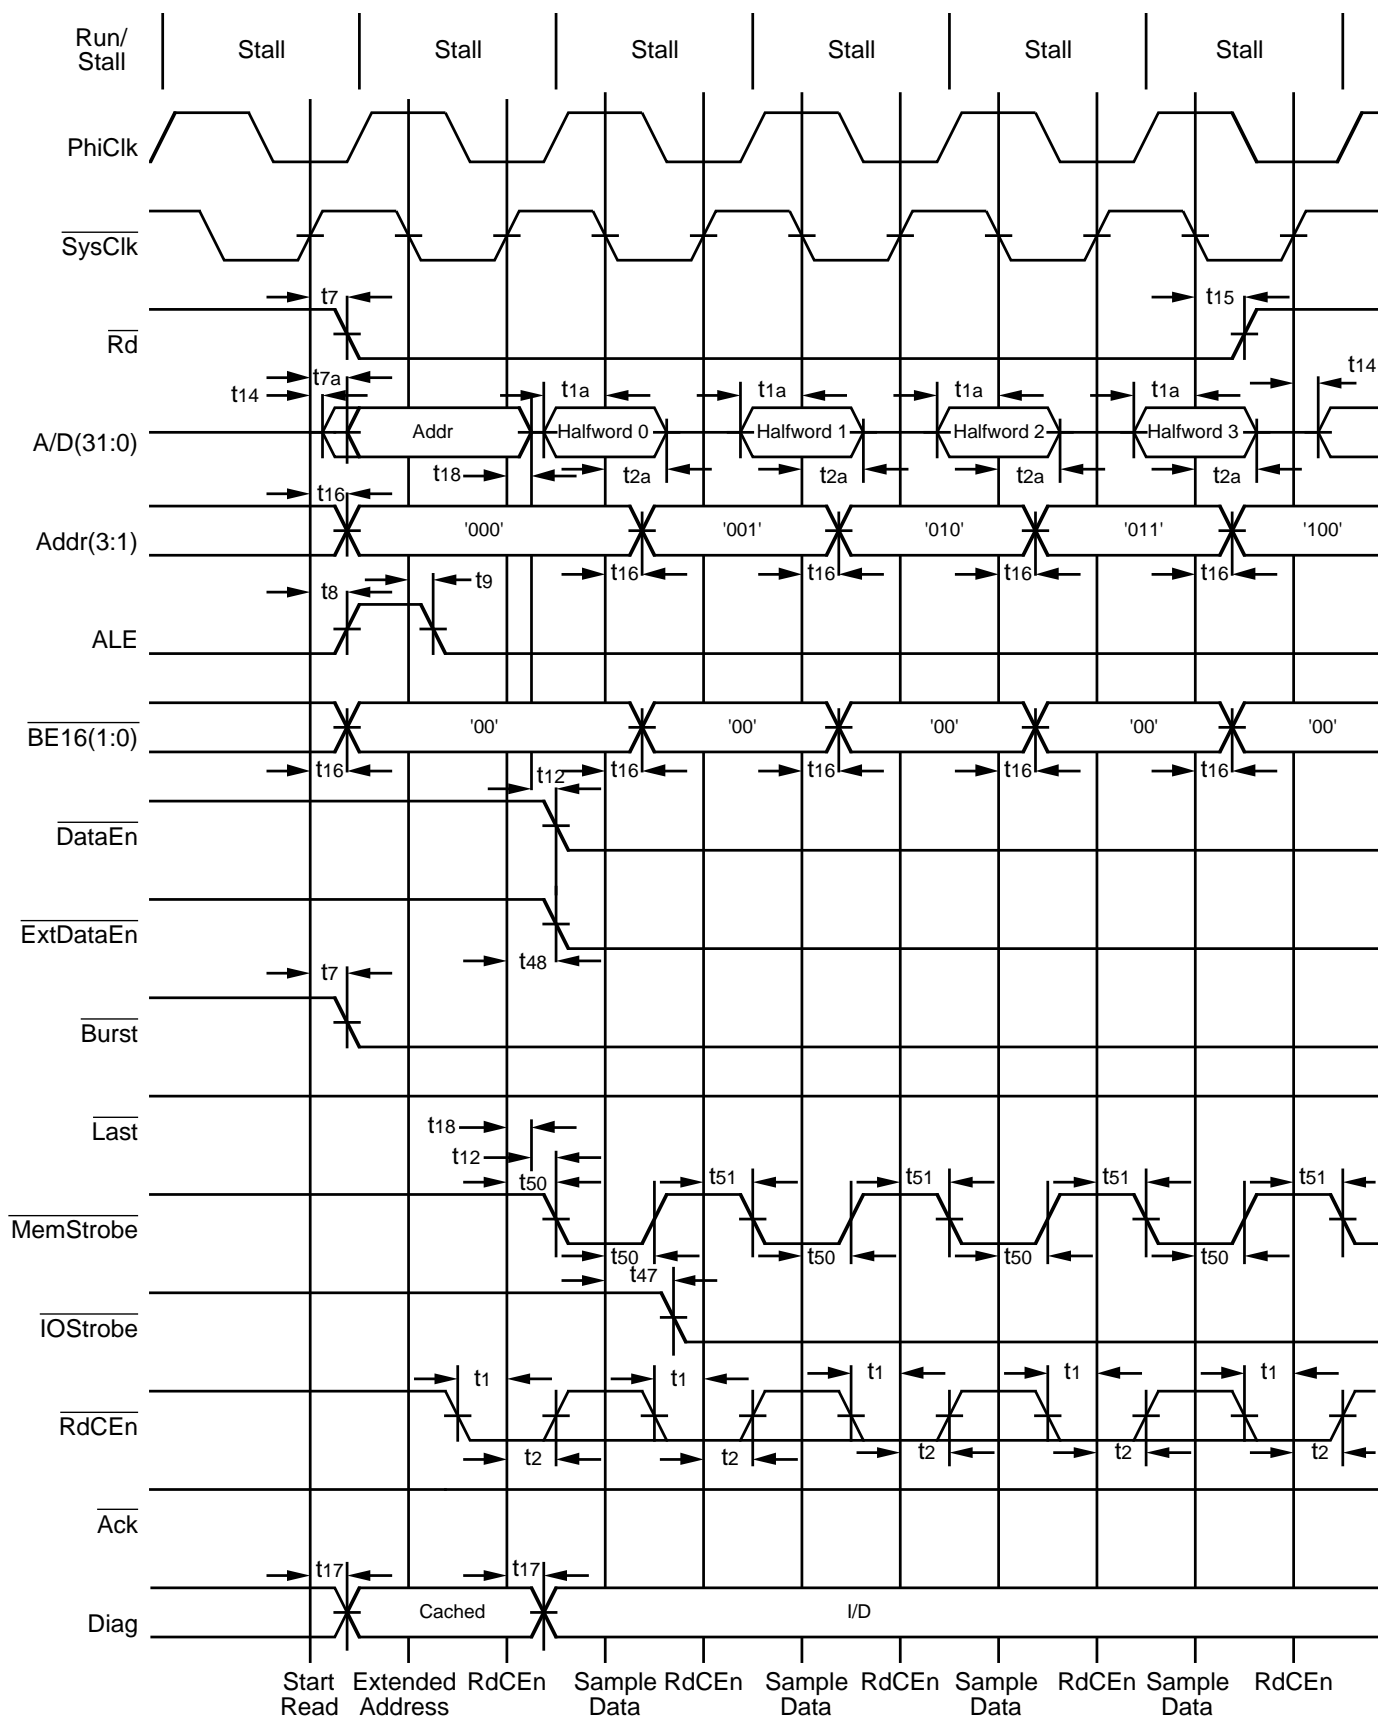 Run/
Stall
Stall Stall Stall Stall Stall Stall
PhiClk
SysClk
t7 t15
Rd
t7a t14
t14 t1a t1a t1a t1a
A/D(31:0) Addr Halfword 0 Halfword 1 Halfword 2 Halfword 3
t18 t2a t2a t2a t2a
t16
Addr(3:1) '000' '001' '010' '011' '100'
t16 t16 t16 t16
t8 t9
ALE
BE16(1:0) '00' '00' '00' '00' '00'
t16 t16 t16 t16 t16
t12
DataEn
ExtDataEn
t48
t7
Burst
Last
t18
t12
t50 t51 t51 t51 t51
MemStrobe
t50 t50 t50 t50
t47
IOStrobe
t1 t1 t1 t1 t1
RdCEn
t2 t2 t2 t2 t2
Ack
t17 t17
Diag Cached I/D
Start
Read
Extended
Address
RdCEn
Sample
Data
RdCEn
Sample
Data
RdCEn
Sample
Data
RdCEn
Sample
Data
RdCEn